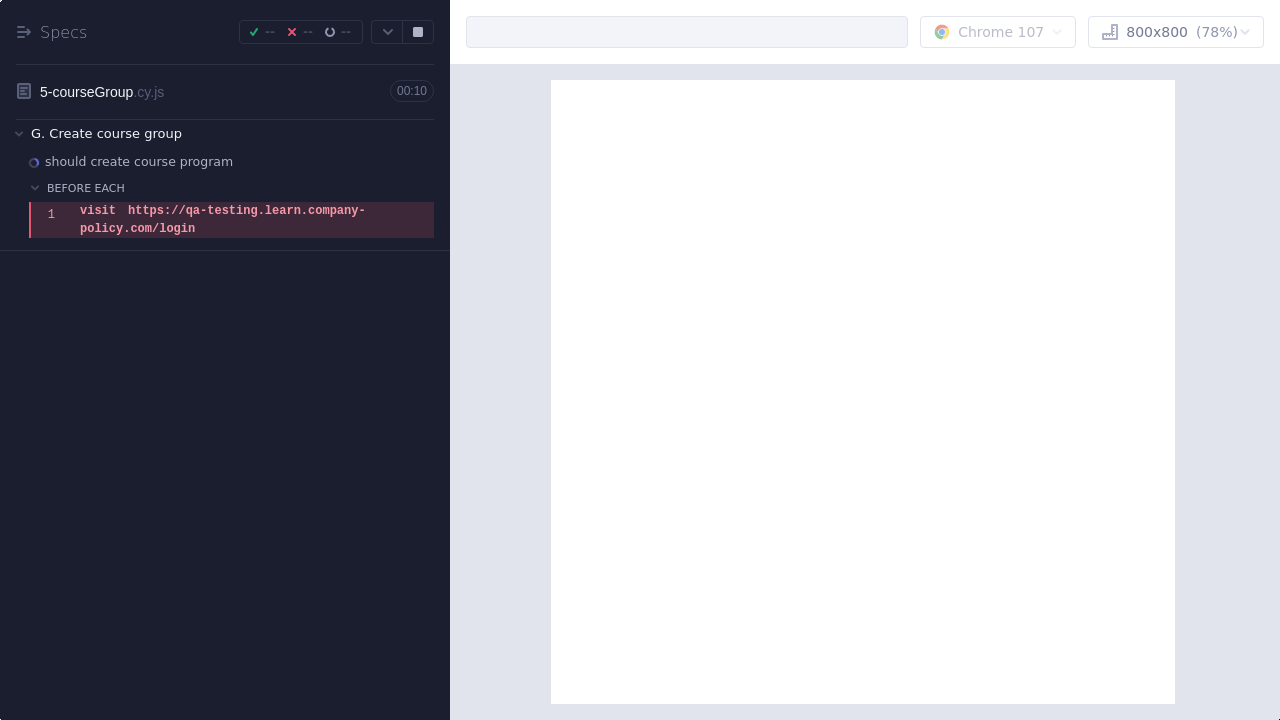 Specs
--
--
--
Chrome 107
800x800 (78%)
5-courseGroup.cy.js
00:10
G. Create course group
should create course program
BEFORE EACH
1
visit https://qa-testing.learn.company-
policy.com/login